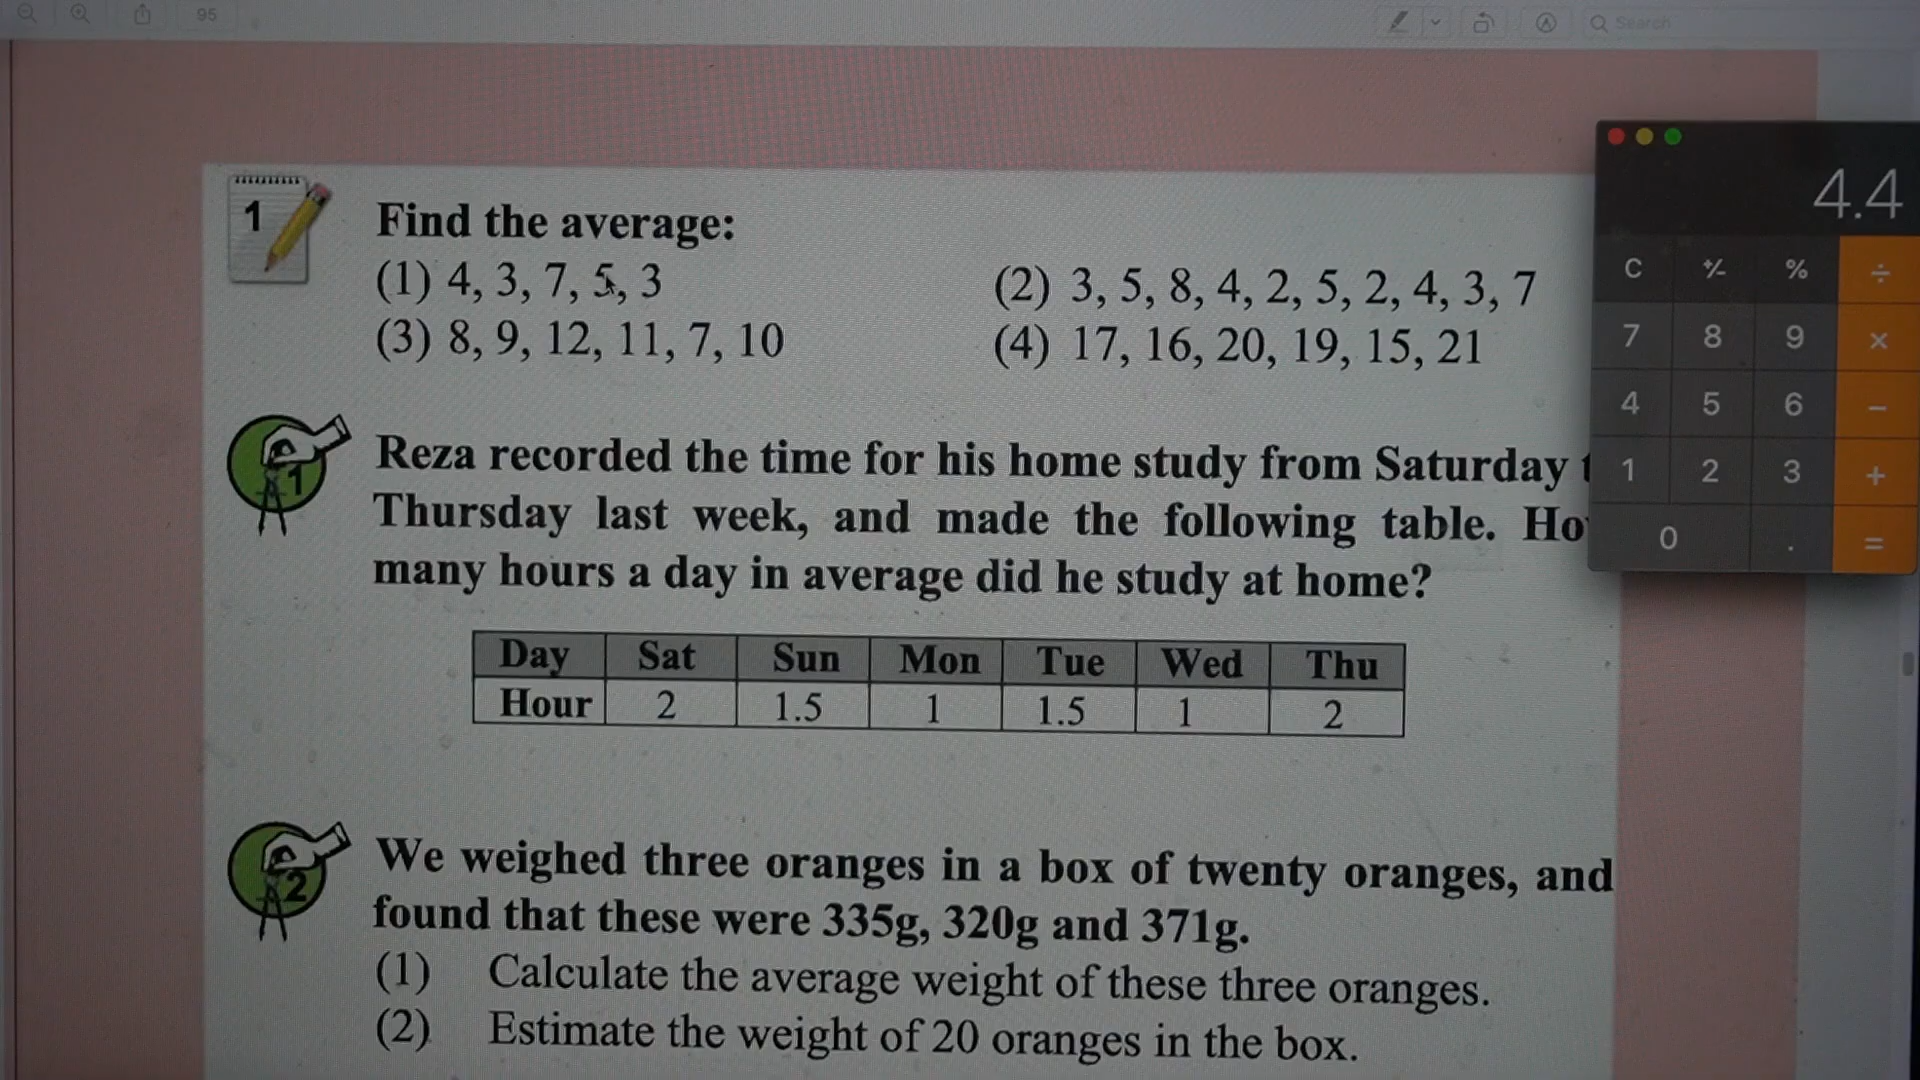 95
Search
4.4
1
Find the average:
(1) 4, 3, 7, 5, 3
(2) 3, 5, 8, 4, 2, 5, 2, 4, 3, 7
(3) 8, 9, 12, 11, 7, 10
(4) 17, 16, 20, 19, 15, 21
C +/- % ÷
7 8 9 ×
4 5 6 −
1 2 3 +
0 . =
1
Reza recorded the time for his home study from Saturday
Thursday last week, and made the following table.
many hours a day in average did he study at home?
Day Sat Sun Mon Tue Wed Thu
Hour 2 1.5 1 1.5 1 2
2
We weighed three oranges in a box of twenty oranges, and
found that these were 335g, 320g and 371g.
(1) Calculate the average weight of these three oranges.
(2) Estimate the weight of 20 oranges in the box.